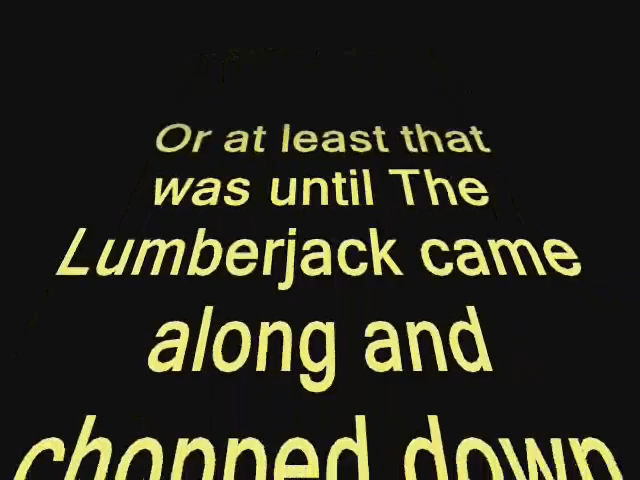 Or at least that
was until The
Lumberjack came
along and
chopped down